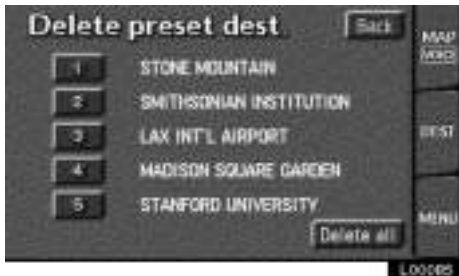 Delete preset dest. Back
MAP
VOICE
1 STONE MOUNTAIN
2 SMITHSONIAN INSTITUTION
3 LAX INT'L AIRPORT
DEST
4 MADISON SQUARE GARDEN
5 STANFORD UNIVERSITY
MENU
Delete all
L00085